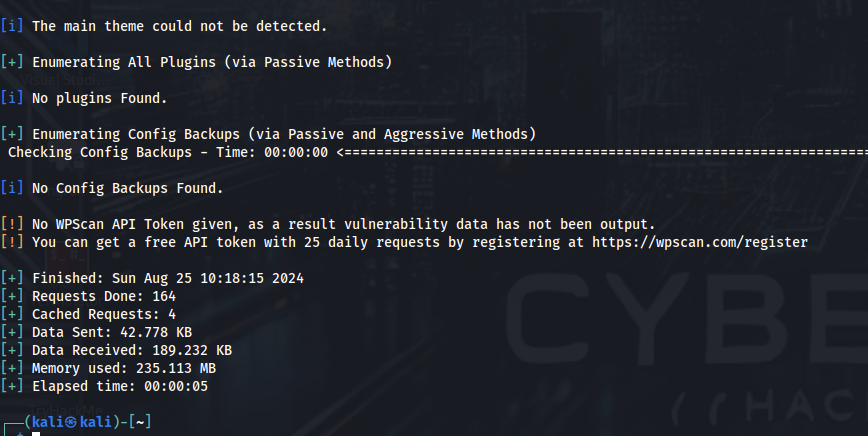 [i] The main theme could not be detected.
[+] Enumerating All Plugins (via Passive Methods)
[i] No plugins Found.
[+] Enumerating Config Backups (via Passive and Aggressive Methods)
Checking Config Backups - Time: 00:00:00 <==================================================================
[i] No Config Backups Found.
[!] No WPScan API Token given, as a result vulnerability data has not been output.
[!] You can get a free API token with 25 daily requests by registering at https://wpscan.com/register
[+] Finished: Sun Aug 25 10:18:15 2024
[+] Requests Done: 164
[+] Cached Requests: 4
[+] Data Sent: 42.778 KB
[+] Data Received: 189.232 KB
[+] Memory used: 235.113 MB
[+] Elapsed time: 00:00:05
CYBE
((HACK
┌──(kali㉿kali)-[~]